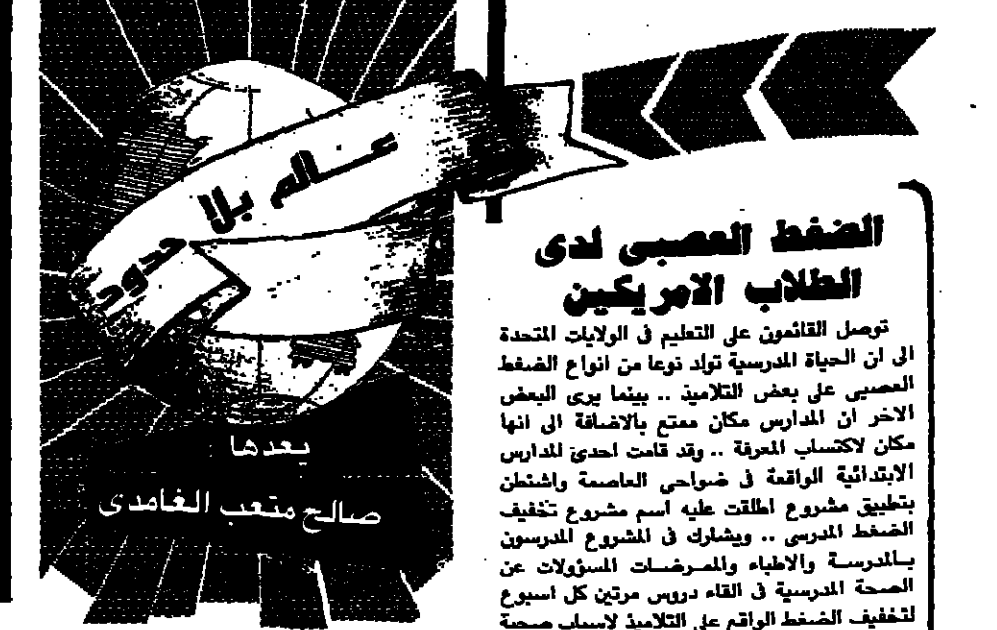 عالم بلا حدود
يعدها
صالح متعب الغامدى
الضغط العصبى لدى
الطلاب الامريكين
توصل القائمون على التعليم فى الولايات المتحدة
الى ان الحياة المدرسية تولد نوعا من انواع الضغط
العصبى على بعض التلاميذ .. بينما يرى البعض
الاخر ان المدارس مكان ممتع بالاضافة الى انها
مكان لاكتساب المعرفة .. وقد قامت احدى المدارس
الابتدائية الواقعة فى ضواحى العاصمة واشنطن
بتطبيق مشروع اطلقت عليه اسم مشروع تخفيف
الضغط المدرسى .. ويشارك فى المشروع المدرسون
بالمدرسة والاطباء والممرضات المسؤولات عن
الصحة المدرسية فى القاء دروس مرتين كل اسبوع
لتخفيف الضغط الواقع على التلاميذ لاسباب صحية